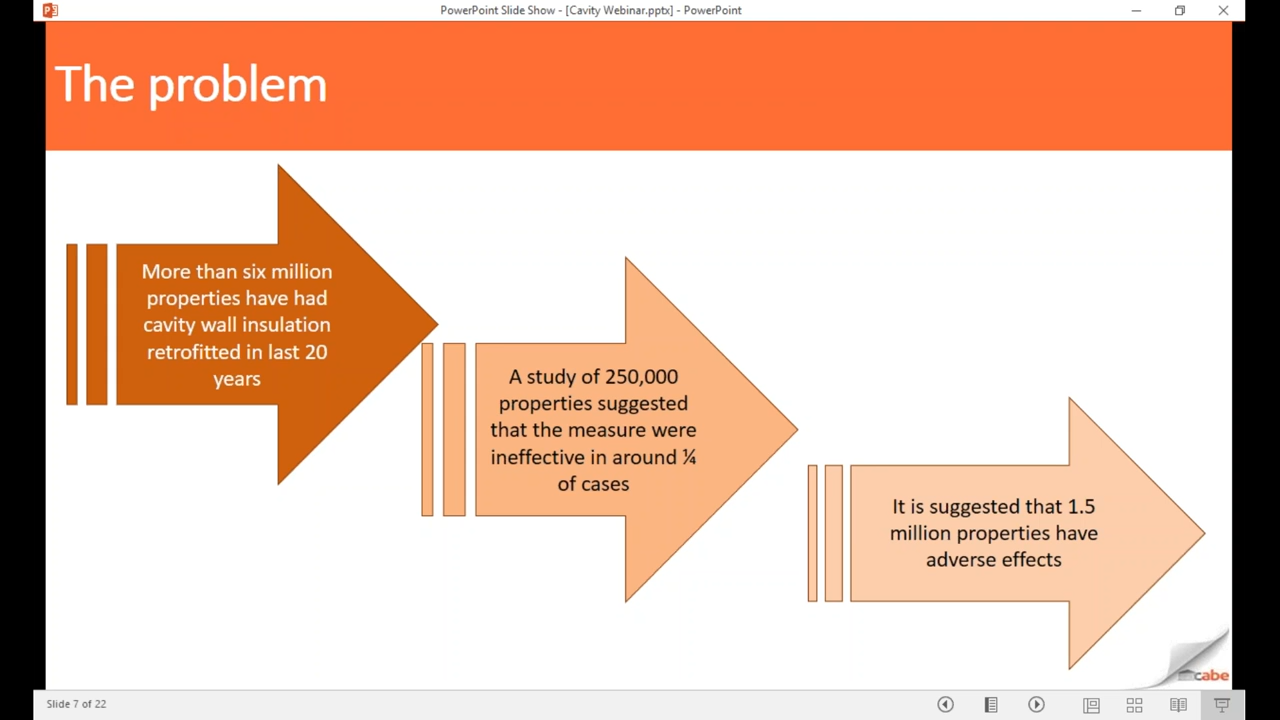 PowerPoint Slide Show - [Cavity Webinar.pptx] - PowerPoint
The problem
More than six million
properties have had
cavity wall insulation
retrofitted in last 20
years
A study of 250,000
properties suggested
that the measure were
ineffective in around ¼
of cases
It is suggested that 1.5
million properties have
adverse effects
cabe
Slide 7 of 22